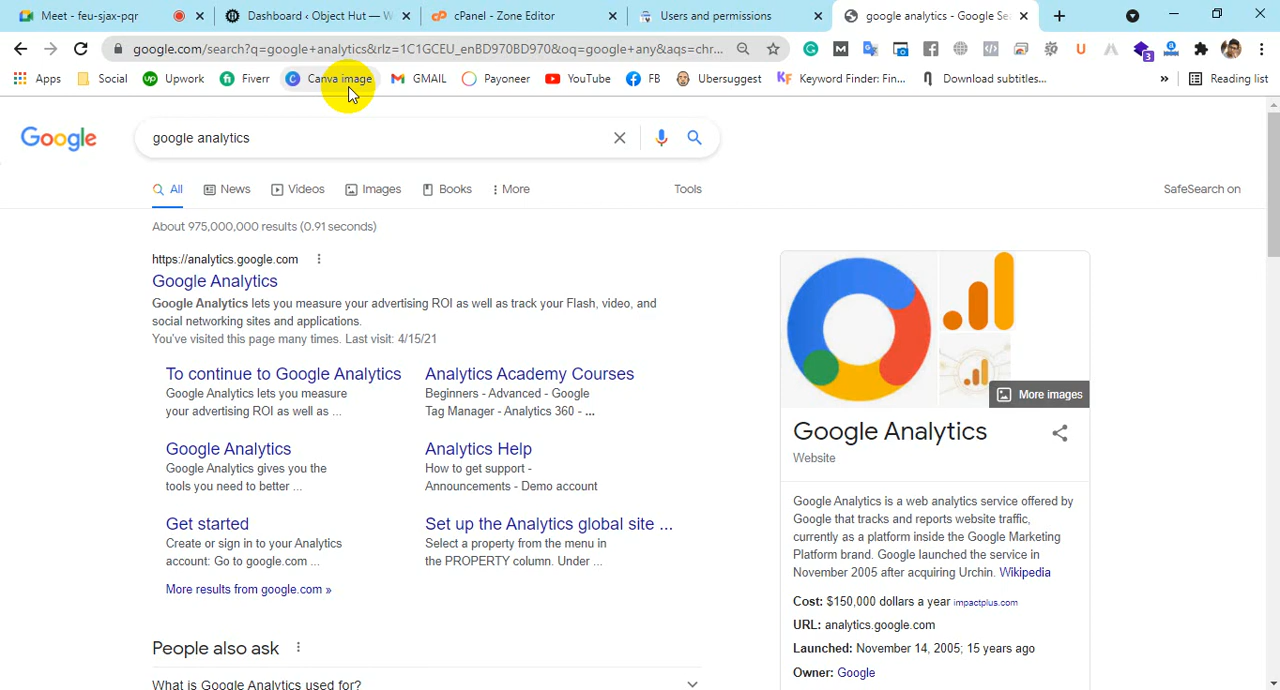 Meet - feu-sjax-pqr
Dashboard ‹ Object Hut — W
cPanel - Zone Editor
Users and permissions
google analytics - Google Se
google.com/search?q=google+analytics&rlz=1C1GCEU_enBD970BD970&oq=google+any&aqs=chr...
3
Apps
Social
Upwork
Fiverr
Canva image
GMAIL
Payoneer
YouTube
FB
Ubersuggest
Keyword Finder: Fin...
Download subtitles...
»
Reading list
Google
google analytics
All
News
Videos
Images
Books
More
Tools
SafeSearch on
About 975,000,000 results (0.91 seconds)
https://analytics.google.com
Google Analytics
Google Analytics lets you measure your advertising ROI as well as track your Flash, video, and
social networking sites and applications.
You've visited this page many times. Last visit: 4/15/21
To continue to Google Analytics
Google Analytics lets you measure
your advertising ROI as well as ...
Analytics Academy Courses
Beginners - Advanced - Google
Tag Manager - Analytics 360 - ...
Google Analytics
Google Analytics gives you the
tools you need to better ...
Analytics Help
How to get support -
Announcements - Demo account
Get started
Create or sign in to your Analytics
account: Go to google.com ...
Set up the Analytics global site ...
Select a property from the menu in
the PROPERTY column. Under ...
More results from google.com »
People also ask
What is Google Analytics used for?
More images
Google Analytics
Website
Google Analytics is a web analytics service offered by
Google that tracks and reports website traffic,
currently as a platform inside the Google Marketing
Platform brand. Google launched the service in
November 2005 after acquiring Urchin. Wikipedia
Cost: $150,000 dollars a year impactplus.com
URL: analytics.google.com
Launched: November 14, 2005; 15 years ago
Owner: Google